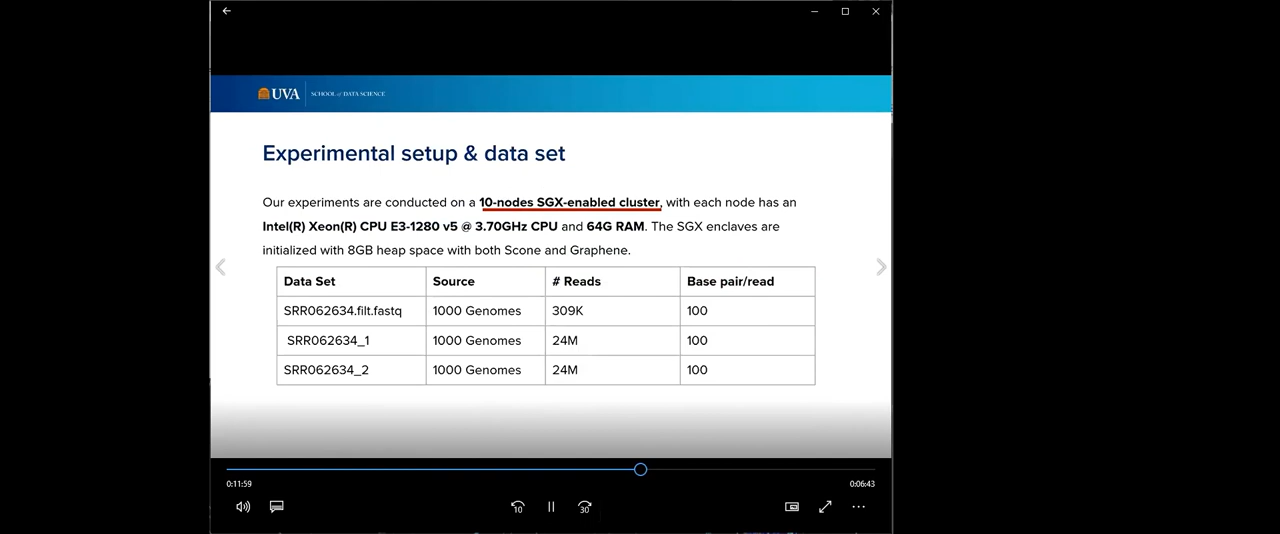 UVA SCHOOL of DATA SCIENCE
Experimental setup & data set
Our experiments are conducted on a 10-nodes SGX-enabled cluster, with each node has an
Intel(R) Xeon(R) CPU E3-1280 v5 @ 3.70GHz CPU and 64G RAM. The SGX enclaves are
initialized with 8GB heap space with both Scone and Graphene.
Data Set Source # Reads Base pair/read
SRR062634.filt.fastq 1000 Genomes 309K 100
SRR062634_1 1000 Genomes 24M 100
SRR062634_2 1000 Genomes 24M 100
0:11:59 0:06:43
10 30